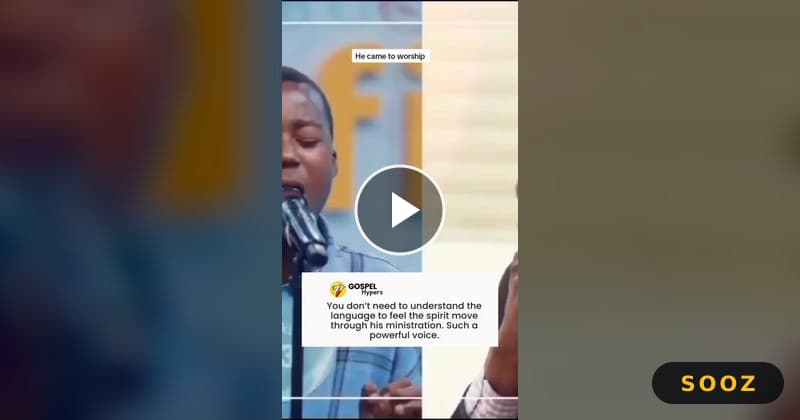 He came to worship
fi
GOSPEL
Hypers
You don't need to understand the
language to feel the spirit move
through his ministration. Such a
powerful voice.
SOOZ